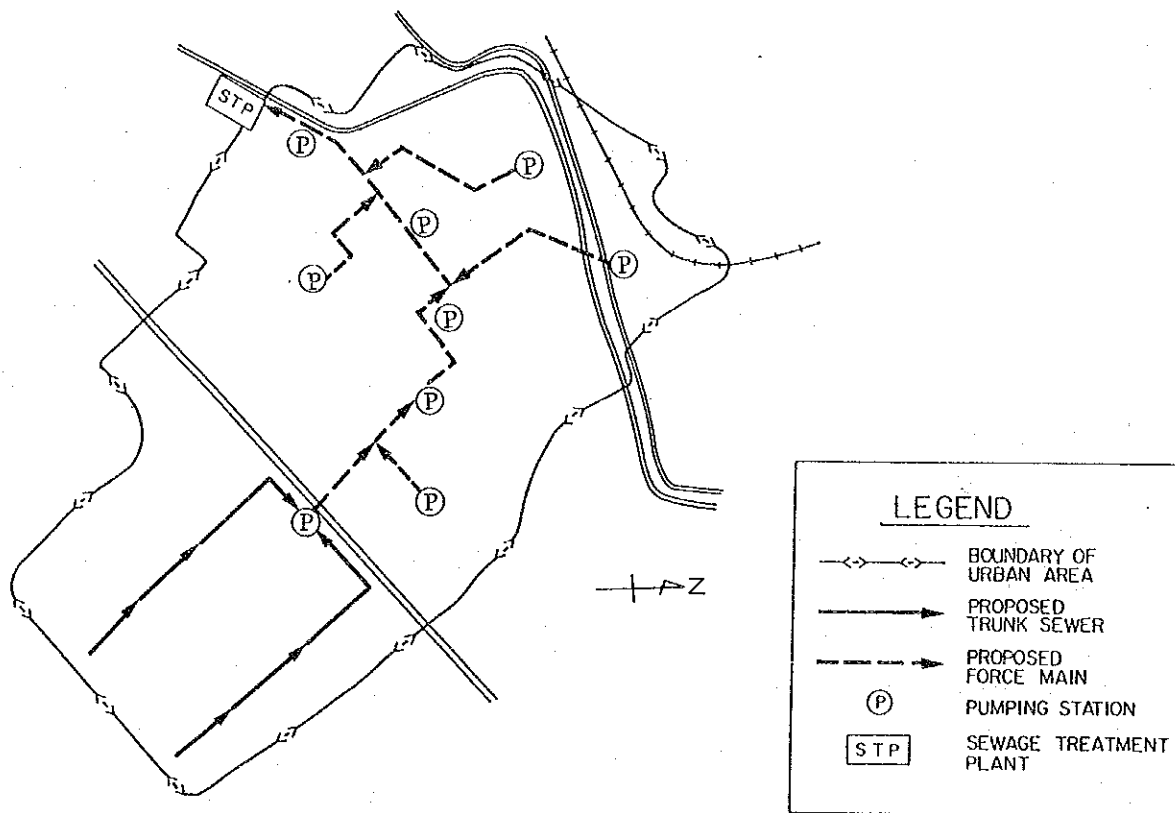 STP
P
P
P
P
P
P
P
P
P
Z
LEGEND
BOUNDARY OF
URBAN AREA
PROPOSED
TRUNK SEWER
PROPOSED
FORCE MAIN
P
PUMPING STATION
STP
SEWAGE TREATMENT
PLANT